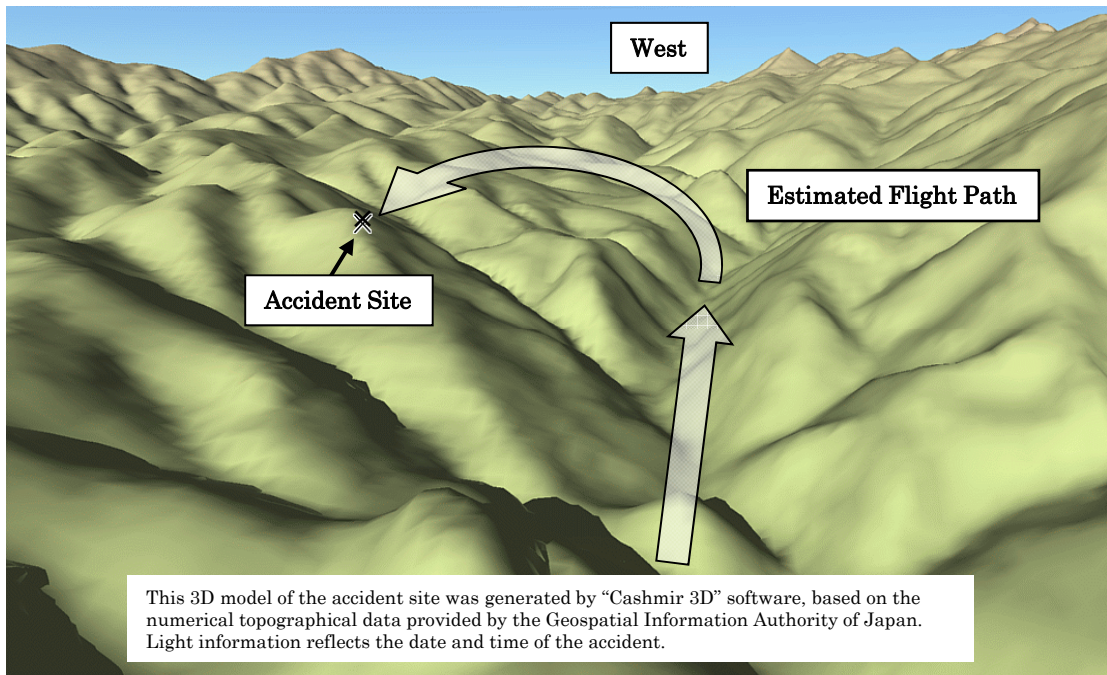 West
Estimated Flight Path
Accident Site
This 3D model of the accident site was generated by “Cashmir 3D” software, based on the
numerical topographical data provided by the Geospatial Information Authority of Japan.
Light information reflects the date and time of the accident.